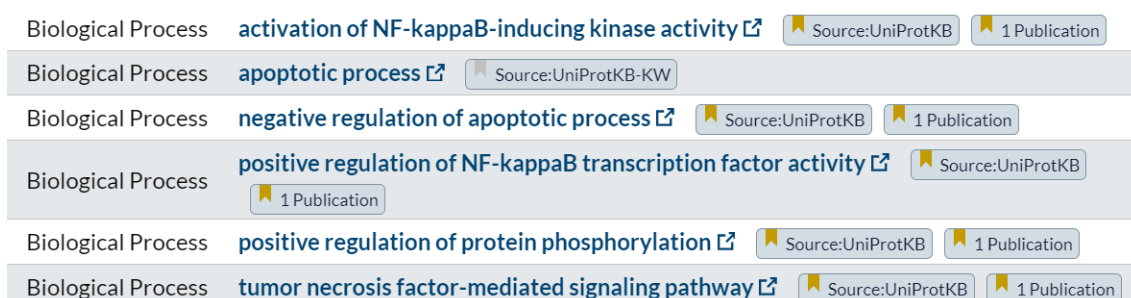 Biological Process activation of NF-kappaB-inducing kinase activity Source:UniProtKB 1 Publication
Biological Process apoptotic process Source:UniProtKB-KW
Biological Process negative regulation of apoptotic process Source:UniProtKB 1 Publication
Biological Process positive regulation of NF-kappaB transcription factor activity Source:UniProtKB
1 Publication
Biological Process positive regulation of protein phosphorylation Source:UniProtKB 1 Publication
Biological Process tumor necrosis factor-mediated signaling pathway Source:UniProtKB 1 Publication